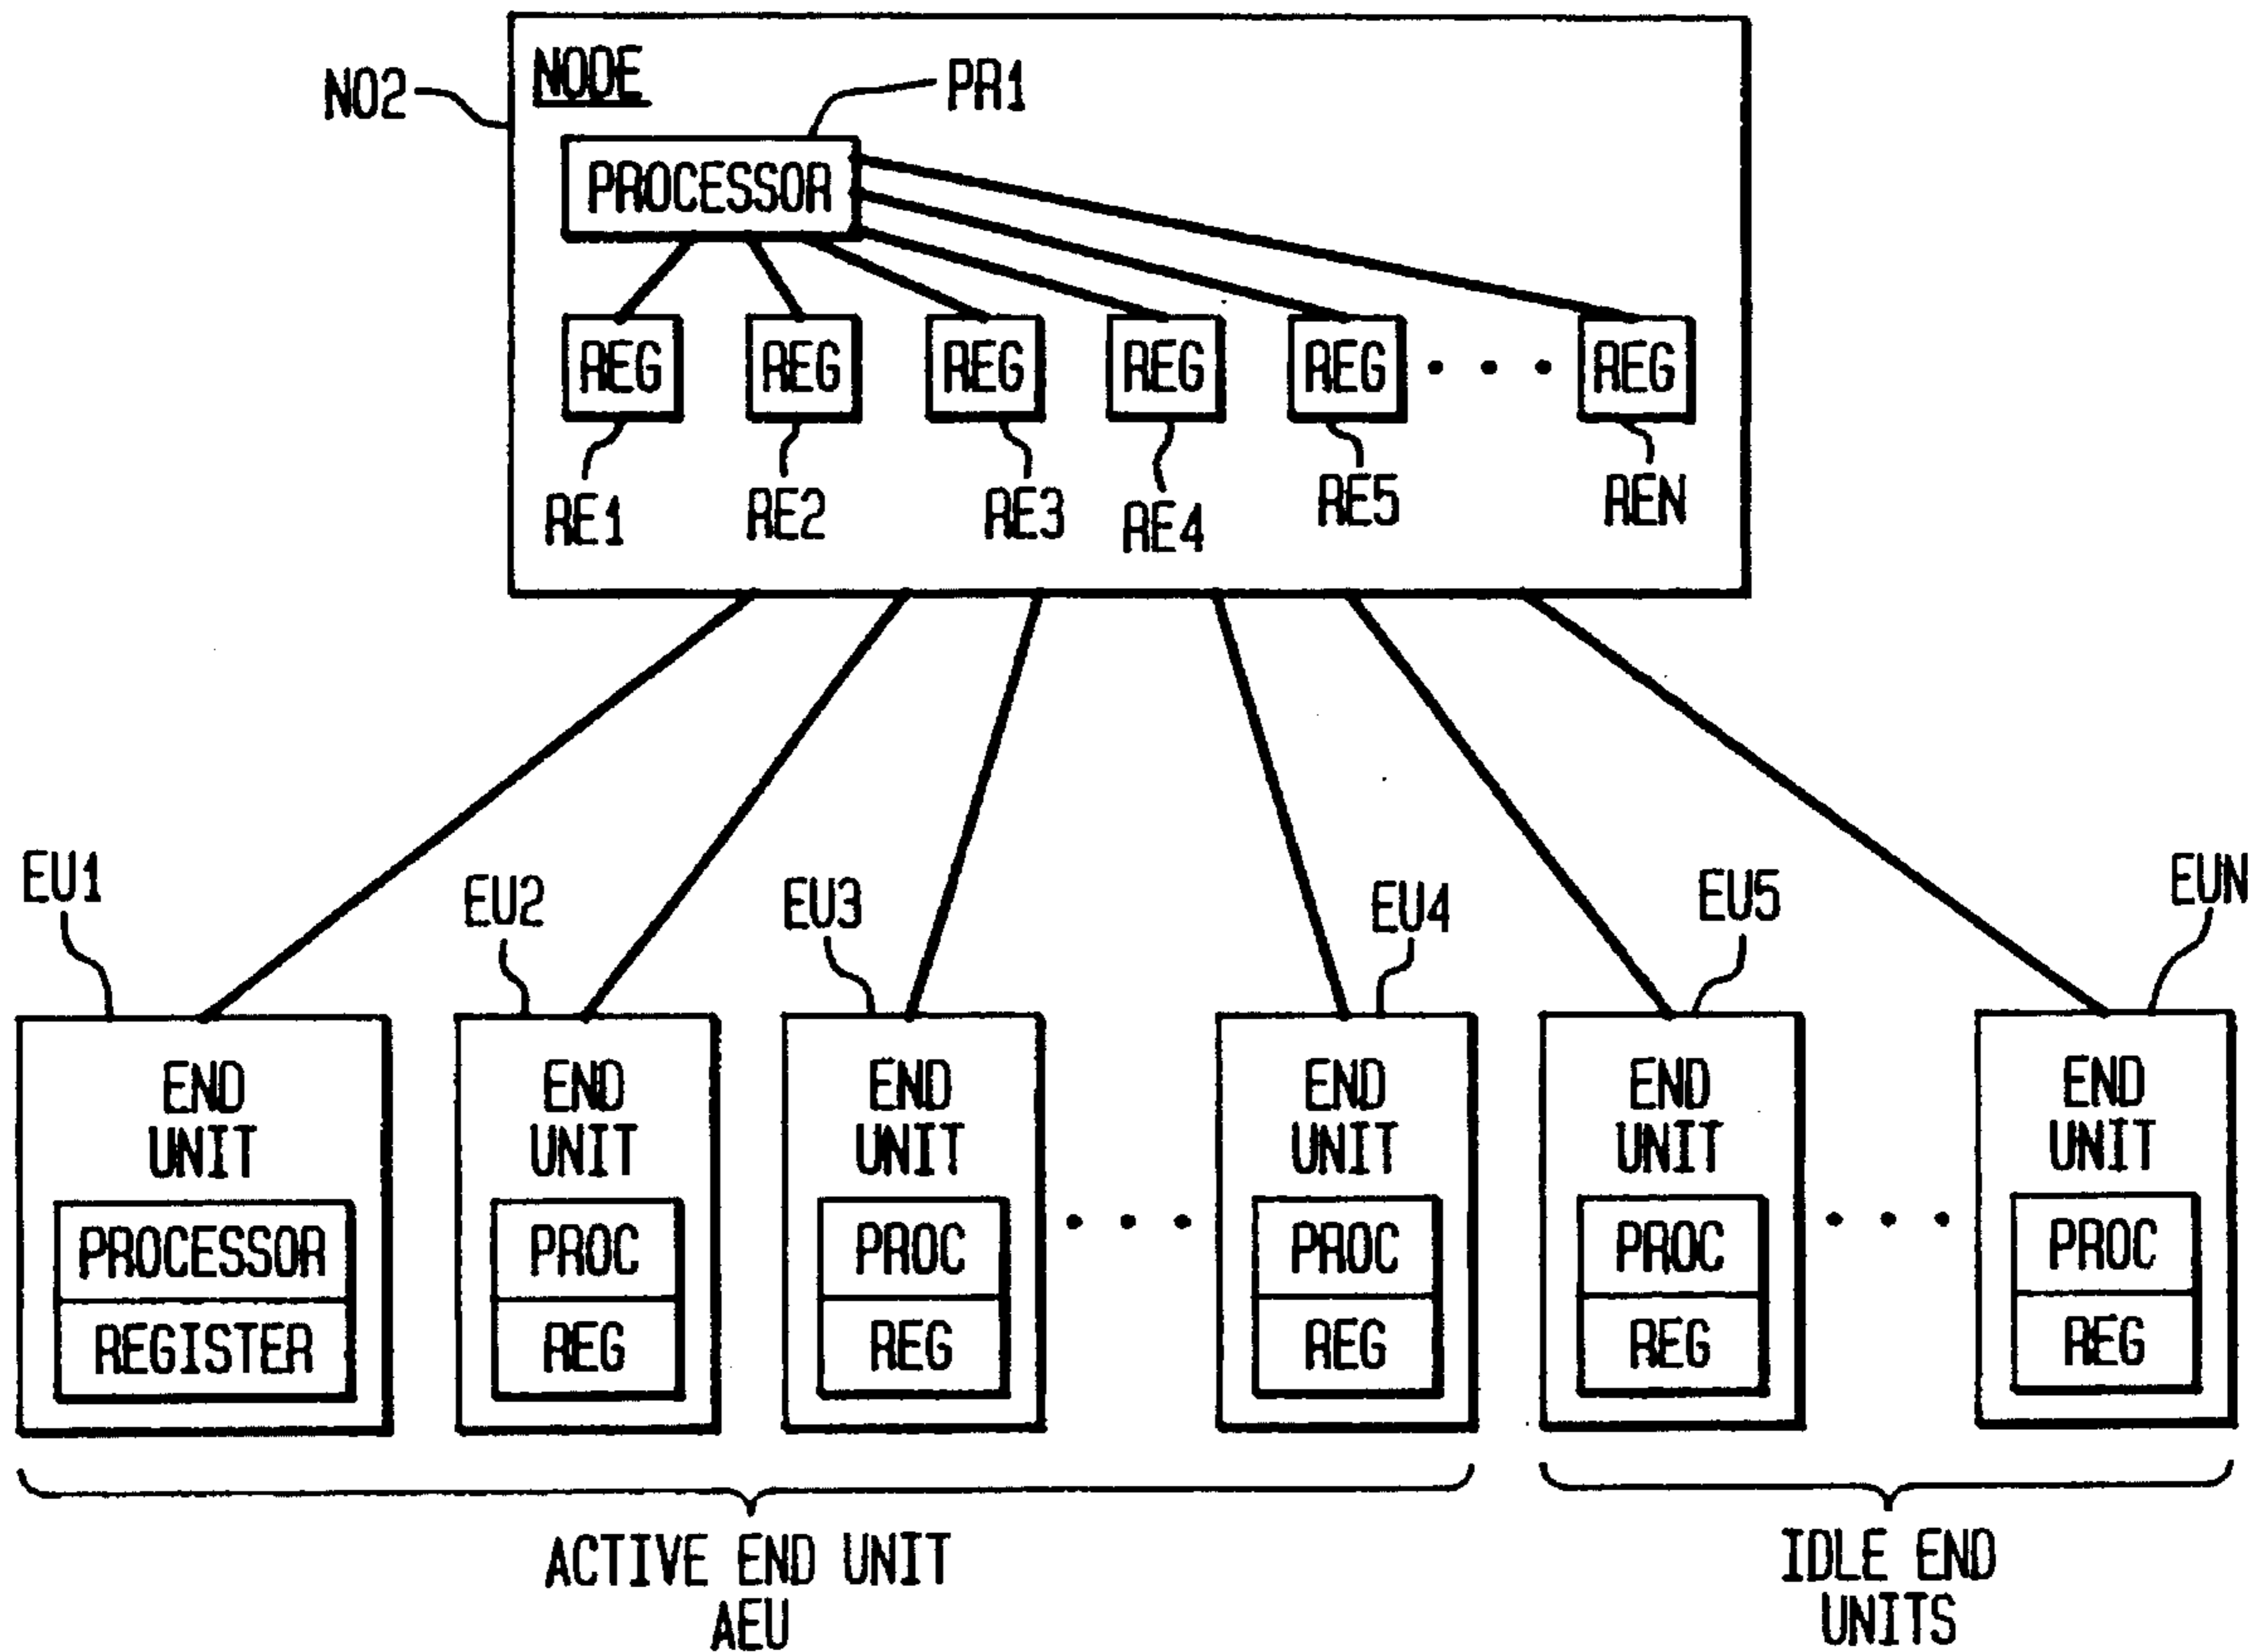 NODE
NO2
PR1
PROCESSOR
REG REG REG REG REG . . . REG
RE1 RE2 RE3 RE4 RE5 REN
EU1 EU2 EU3 EU4 EU5 EUN
END UNIT
PROCESSOR
REGISTER
END UNIT
PROC
REG
END UNIT
PROC
REG
. . .
END UNIT
PROC
REG
END UNIT
PROC
REG
. . .
END UNIT
PROC
REG
ACTIVE END UNIT
AEU
IDLE END
UNITS